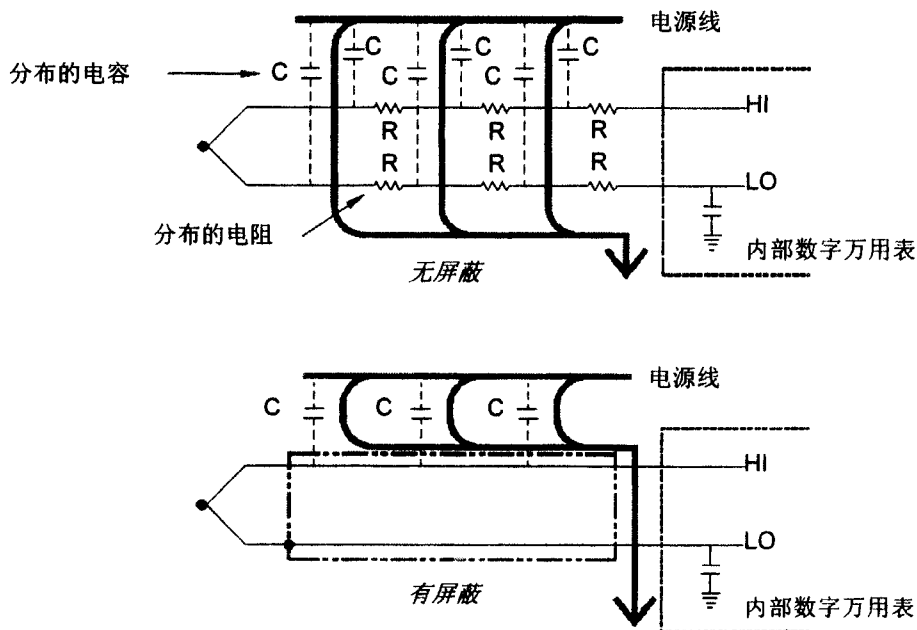 电源线
C C C C C C
分布的电容
HI
R R R
R R R
LO
分布的电阻
内部数字万用表
无屏蔽
电源线
C C C
HI
LO
有屏蔽
内部数字万用表